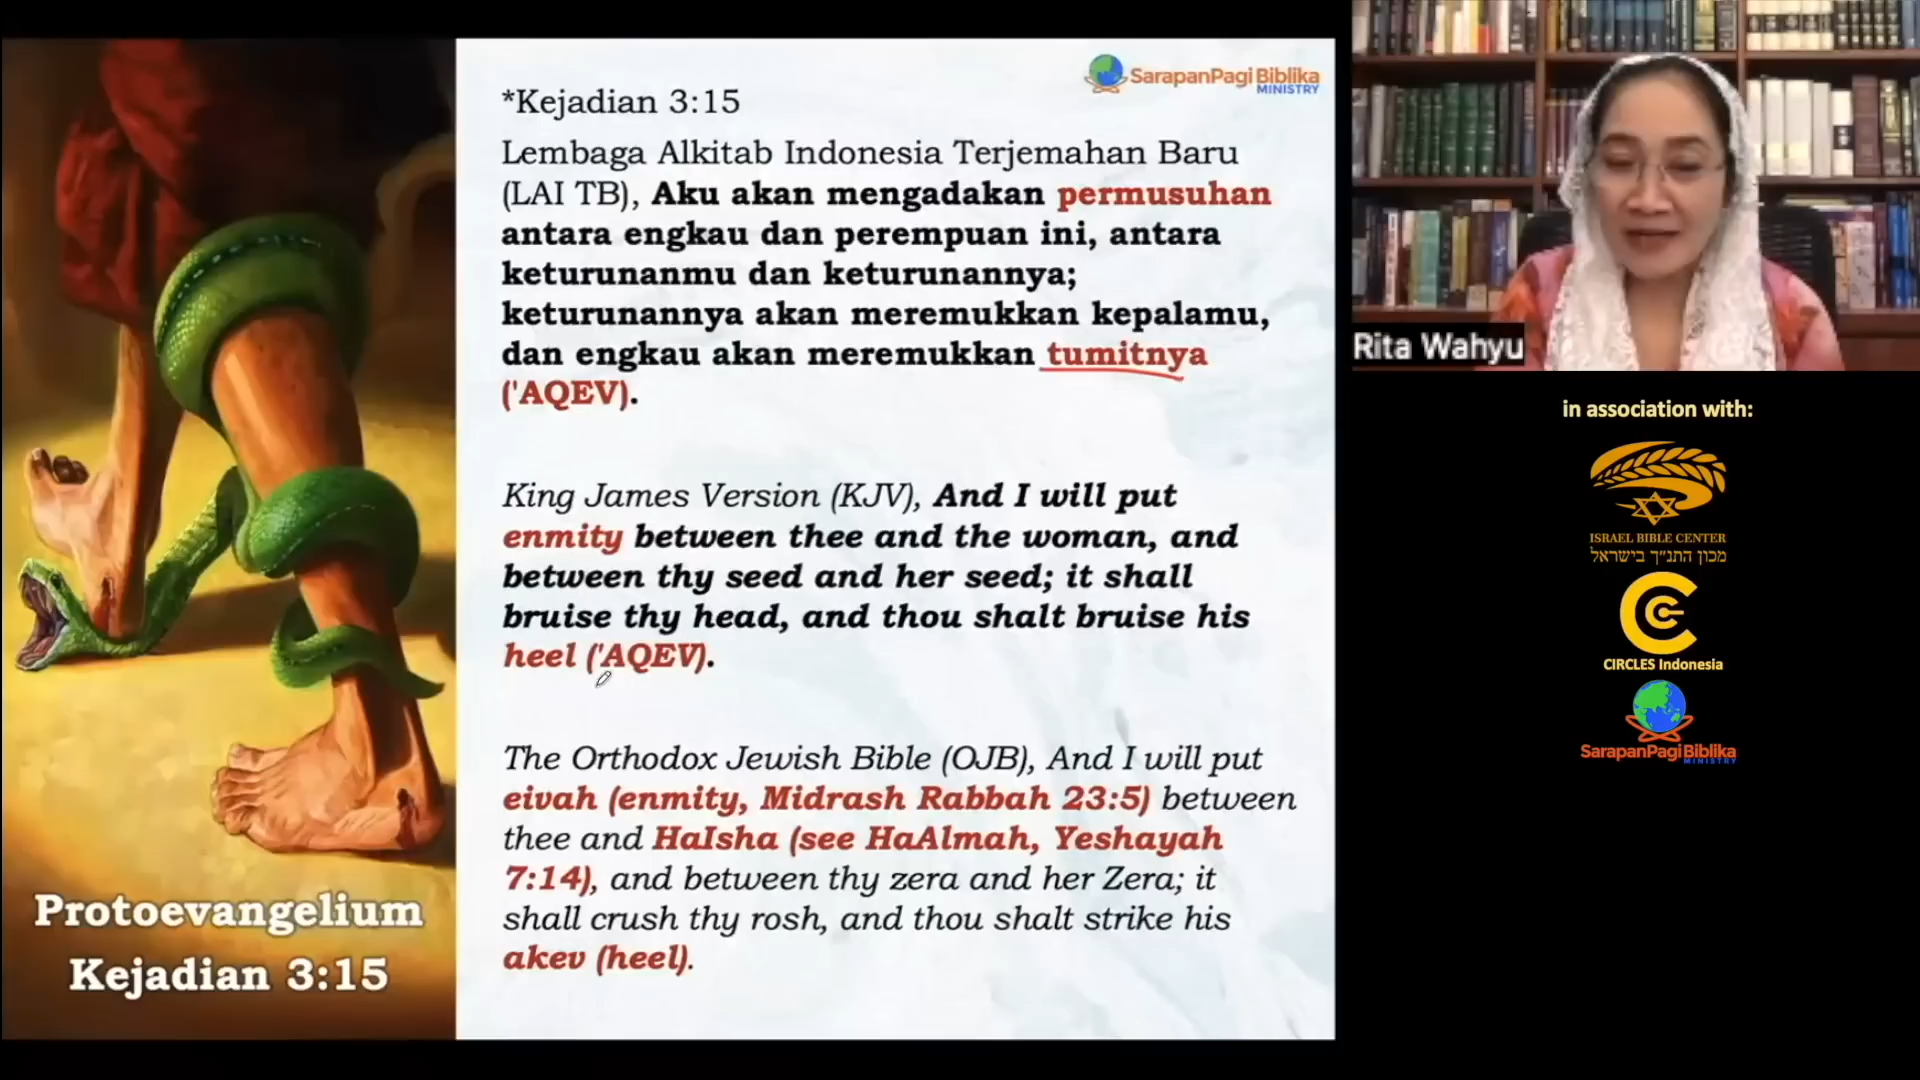 SarapanPagi Biblika
MINISTRY
*Kejadian 3:15
Lembaga Alkitab Indonesia Terjemahan Baru
(LAI TB), Aku akan mengadakan permusuhan
antara engkau dan perempuan ini, antara
keturunanmu dan keturunannya;
keturunannya akan meremukkan kepalamu,
dan engkau akan meremukkan tumitnya
('AQEV).
King James Version (KJV), And I will put
enmity between thee and the woman, and
between thy seed and her seed; it shall
bruise thy head, and thou shalt bruise his
heel ('AQEV).
The Orthodox Jewish Bible (OJB), And I will put
eivah (enmity, Midrash Rabbah 23:5) between
thee and HaIsha (see HaAlmah, Yeshayah
7:14), and between thy zera and her Zera; it
shall crush thy rosh, and thou shalt strike his
akev (heel).
Protoevangelium
Kejadian 3:15
Rita Wahyu
in association with:
ISRAEL BIBLE CENTER
מכון התנ״ך בישראל
CIRCLES Indonesia
SarapanPagi Biblika
MINISTRY